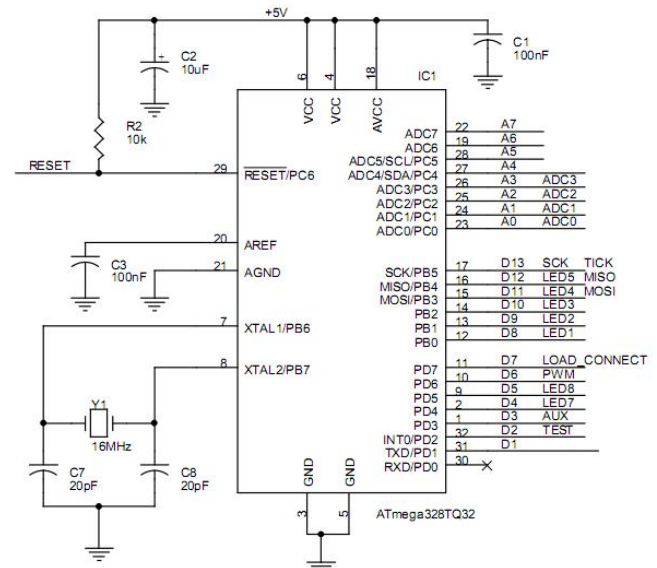 +5V
C2
10uF
C1
100nF
R2
10k
RESET
IC1
6
4
18
VCC
VCC
AVCC
29
RESET/PC6
20
AREF
21
AGND
C3
100nF
7
XTAL1/PB6
8
XTAL2/PB7
Y1
16MHz
C7
20pF
C8
20pF
GND
GND
3
5
ATmega328TQ32
ADC7 22 A7
ADC6 19 A6
ADC5/SCL/PC5 28 A5
ADC4/SDA/PC4 27 A4
ADC3/PC3 26 A3 ADC3
ADC2/PC2 25 A2 ADC2
ADC1/PC1 24 A1 ADC1
ADC0/PC0 23 A0 ADC0
SCK/PB5 17 D13 SCK TICK
MISO/PB4 16 D12 LED5 MISO
MOSI/PB3 15 D11 LED4 MOSI
PB2 14 D10 LED3
PB1 13 D9 LED2
PB0 12 D8 LED1
PD7 11 D7 LOAD_CONNECT
PD6 10 D6 PWM
PD5 9 D5 LED8
PD4 2 D4 LED7
PD3 1 D3 AUX
INT0/PD2 32 D2 TEST
TXD/PD1 31 D1
RXD/PD0 30